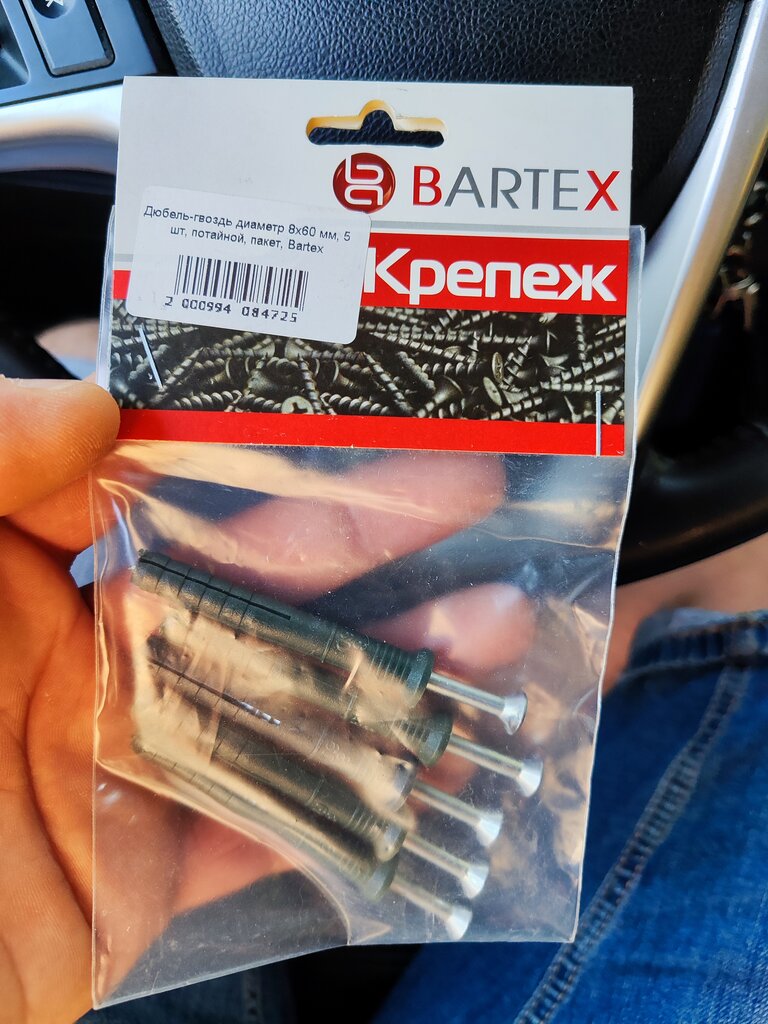 BARTEX
Дюбель-гвоздь диаметр 8х60 мм, 5
шт, потайной, пакет, Bartex
2 000994 084725
Крепеж